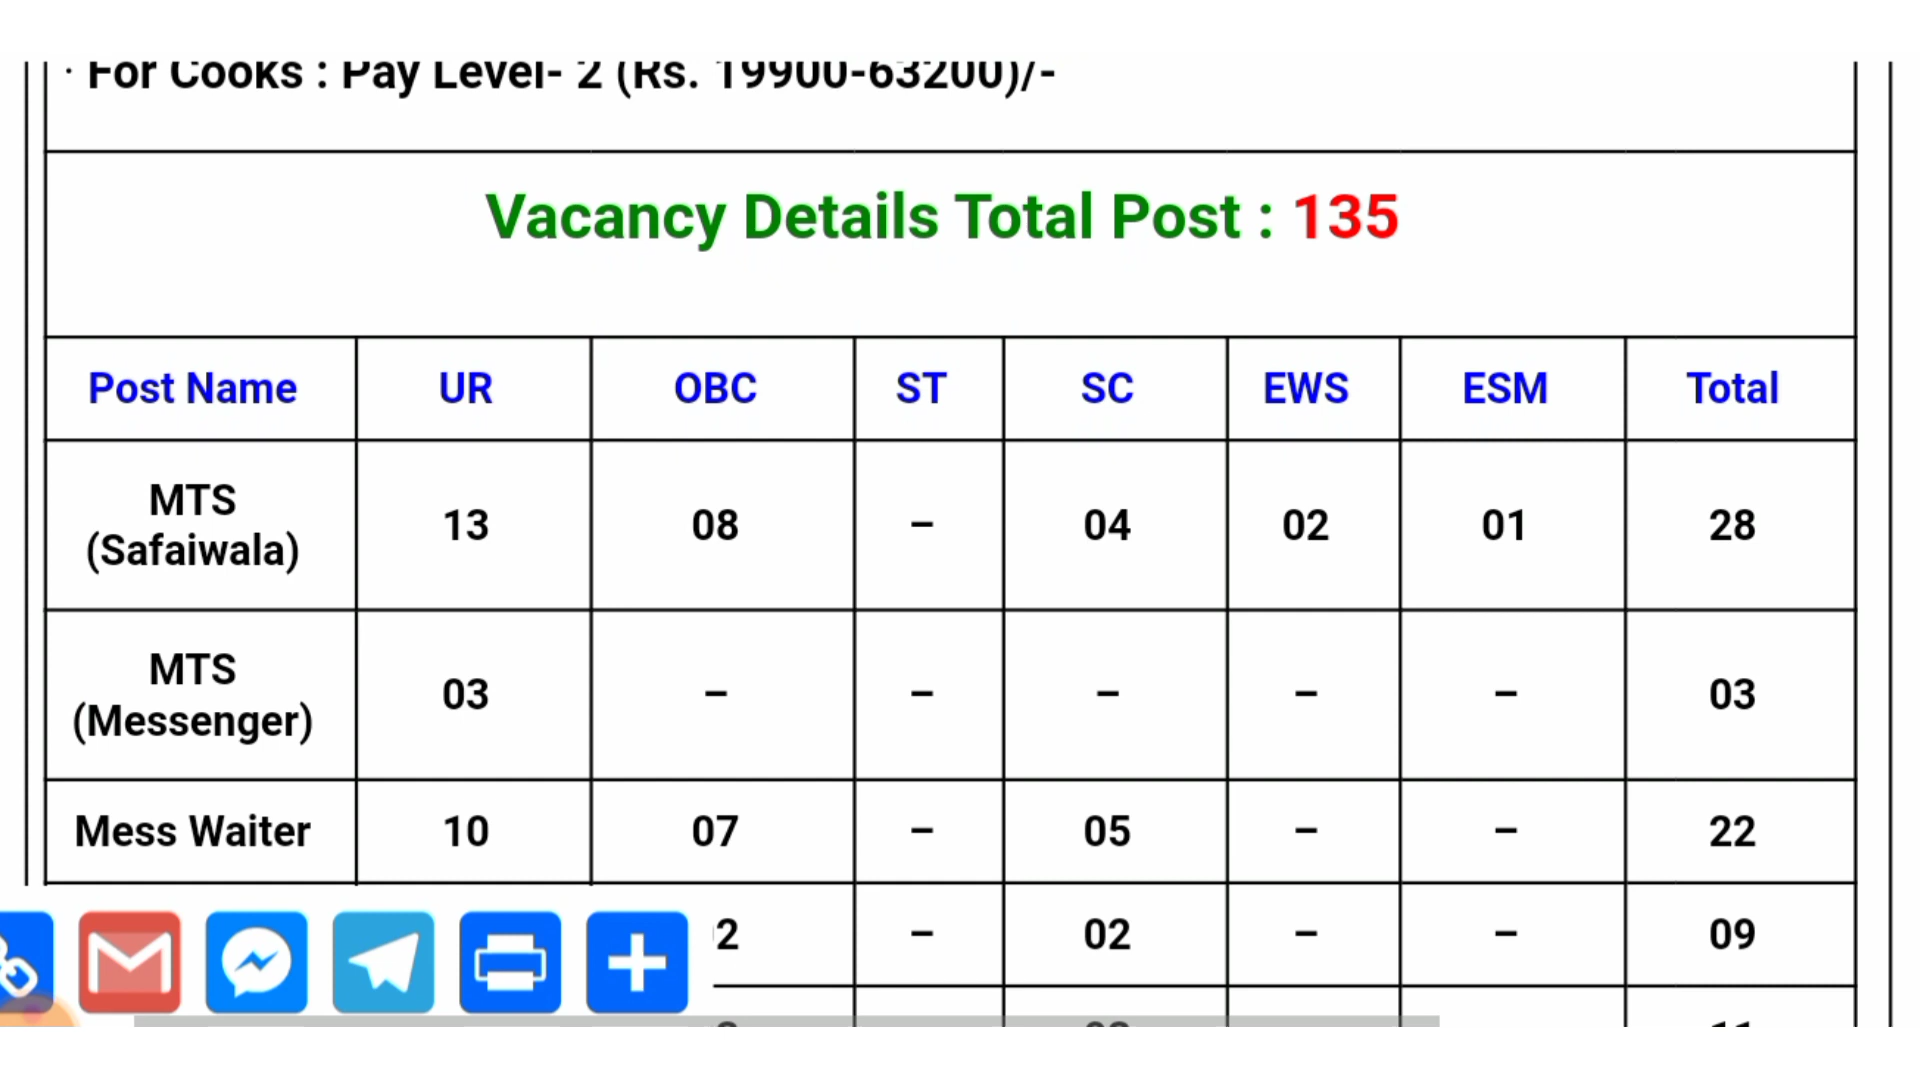 · For Cooks : Pay Level- 2 (Rs. 19900-63200)/-
Vacancy Details Total Post : 135
Post Name UR OBC ST SC EWS ESM Total
MTS (Safaiwala) 13 08 – 04 02 01 28
MTS (Messenger) 03 – – – – – 03
Mess Waiter 10 07 – 05 – – 22
2 – 02 – – 09